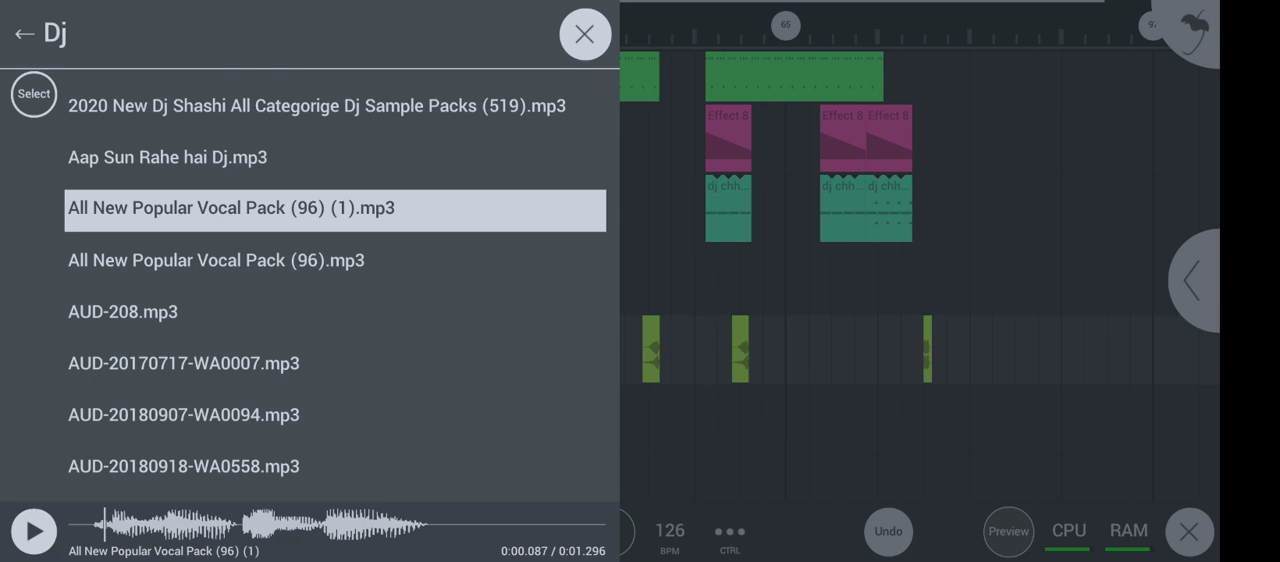 ← Dj
Select
2020 New Dj Shashi All Categorige Dj Sample Packs (519).mp3
Aap Sun Rahe hai Dj.mp3
All New Popular Vocal Pack (96) (1).mp3
All New Popular Vocal Pack (96).mp3
AUD-208.mp3
AUD-20170717-WA0007.mp3
AUD-20180907-WA0094.mp3
AUD-20180918-WA0558.mp3
All New Popular Vocal Pack (96) (1)
0:00.087 / 0:01.296
65
Effect 8
Effect 8
Effect 8
dj chh...
dj chh...
dj chh...
126
BPM
CTRL
Undo
Preview
CPU
RAM